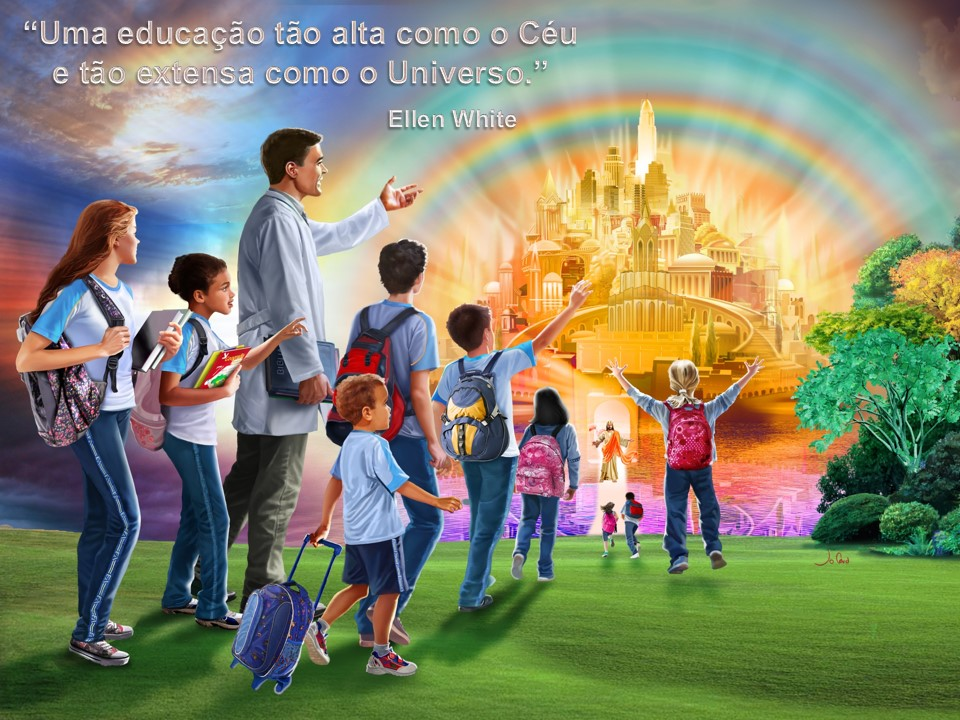 “Uma educação tão alta como o Céu
e tão extensa como o Universo.”
Ellen White